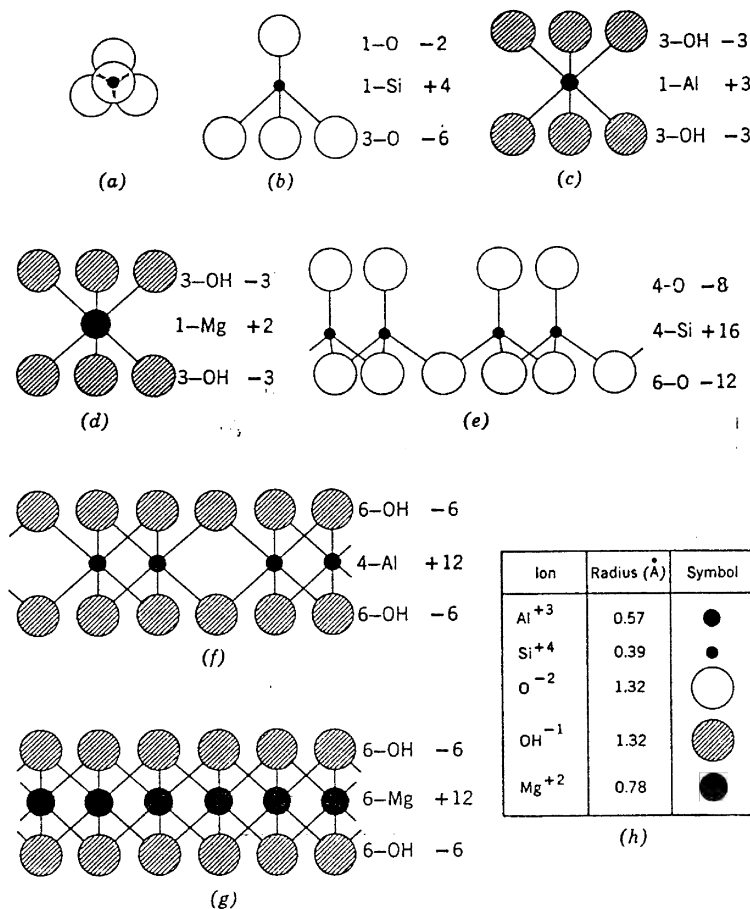 1–O −2
1–Si +4
3–O −6
(a)
(b)
3–OH −3
1–Al +3
3–OH −3
(c)
3–OH −3
1–Mg +2
3–OH −3
(d)
4-O −8
4–Si +16
6–O −12
(e)
6–OH −6
4–Al +12
6–OH −6
(f)
6–OH −6
6–Mg +12
6–OH −6
(g)
Ion Radius (Å) Symbol
Al+3 0.57
Si+4 0.39
O−2 1.32
OH−1 1.32
Mg+2 0.78
(h)